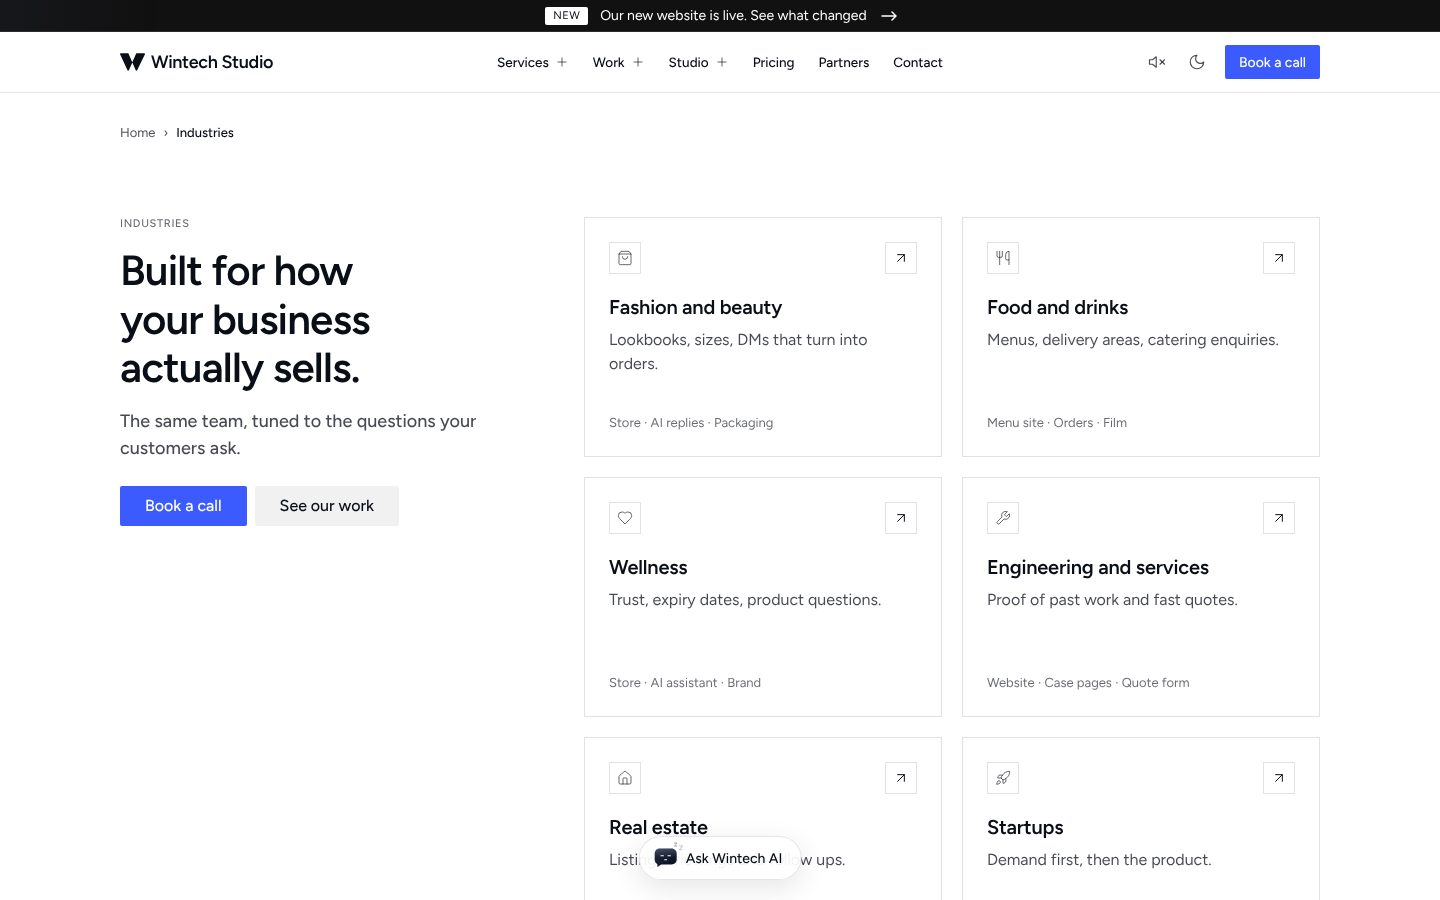 NEW Our new website is live. See what changed
Wintech Studio
Services
Work
Studio
Pricing
Partners
Contact
Book a call
Home › Industries
INDUSTRIES
Built for how
your business
actually sells.
The same team, tuned to the questions your
customers ask.
Book a call
See our work
Fashion and beauty
Lookbooks, sizes, DMs that turn into
orders.
Store · AI replies · Packaging
Food and drinks
Menus, delivery areas, catering enquiries.
Menu site · Orders · Film
Wellness
Trust, expiry dates, product questions.
Store · AI assistant · Brand
Engineering and services
Proof of past work and fast quotes.
Website · Case pages · Quote form
Real estate
ups.
Startups
Demand first, then the product.
Ask Wintech AI